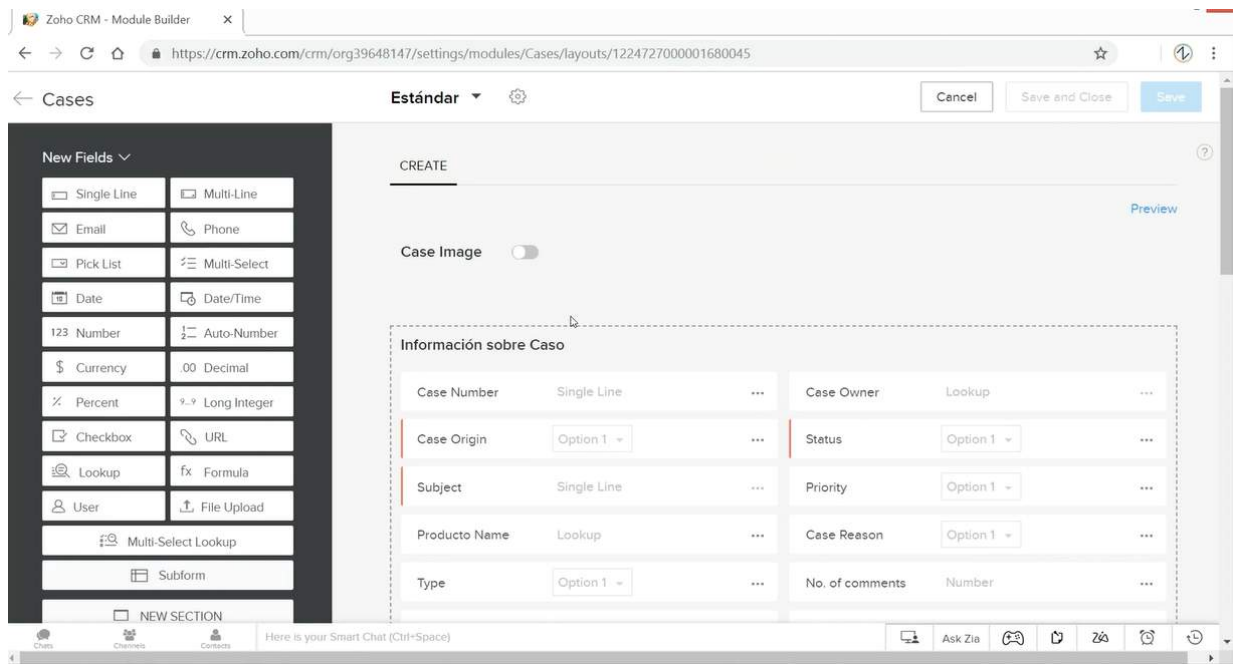 Zoho CRM - Module Builder
https://crm.zoho.com/crm/org39648147/settings/modules/Cases/layouts/1224727000001680045
Cases
Estándar
Cancel
Save and Close
Save
New Fields
Single Line
Multi-Line
Email
Phone
Pick List
Multi-Select
Date
Date/Time
123 Number
Auto-Number
$ Currency
.00 Decimal
% Percent
9..9 Long Integer
Checkbox
URL
Lookup
fx Formula
User
File Upload
Multi-Select Lookup
Subform
NEW SECTION
CREATE
?
Preview
Case Image
Información sobre Caso
Case Number Single Line
Case Owner Lookup
Case Origin Option 1
Status Option 1
Subject Single Line
Priority Option 1
Producto Name Lookup
Case Reason Option 1
Type Option 1
No. of comments Number
Chats
Channels
Contacts
Here is your Smart Chat (Ctrl+Space)
Ask Zia